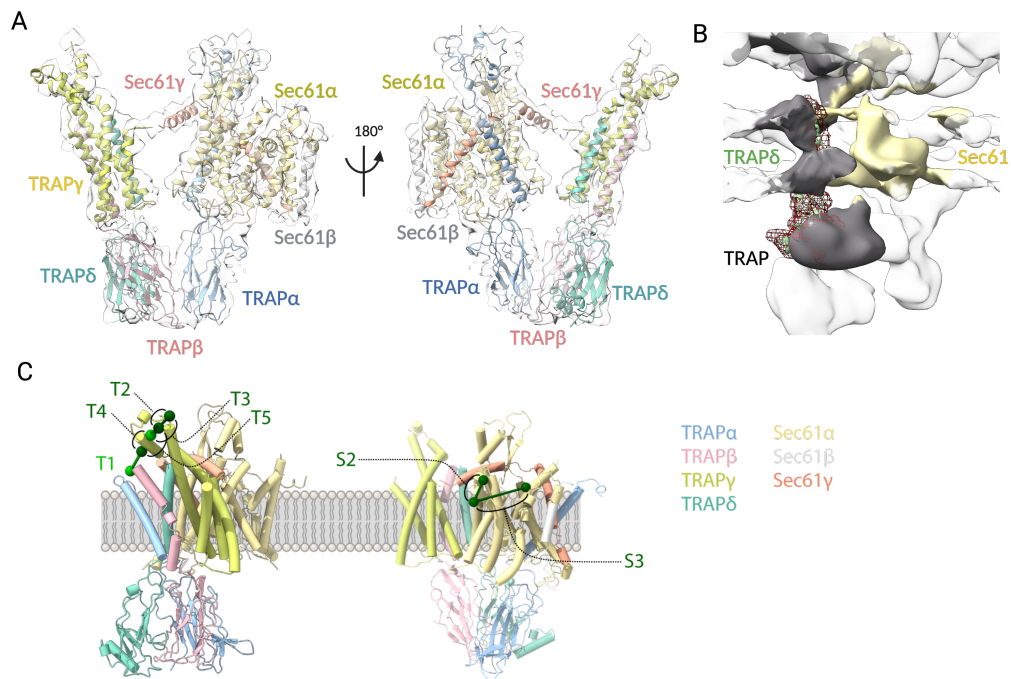 A
Sec61γ
Sec61α
TRAPγ
Sec61β
TRAPδ
TRAPα
TRAPβ
180°
Sec61α
Sec61γ
Sec61β
TRAPα
TRAPδ
TRAPβ
B
TRAPδ
Sec61
TRAP
C
T2
T4
T3
T5
T1
S2
S3
TRAPα Sec61α
TRAPβ Sec61β
TRAPγ Sec61γ
TRAPδ